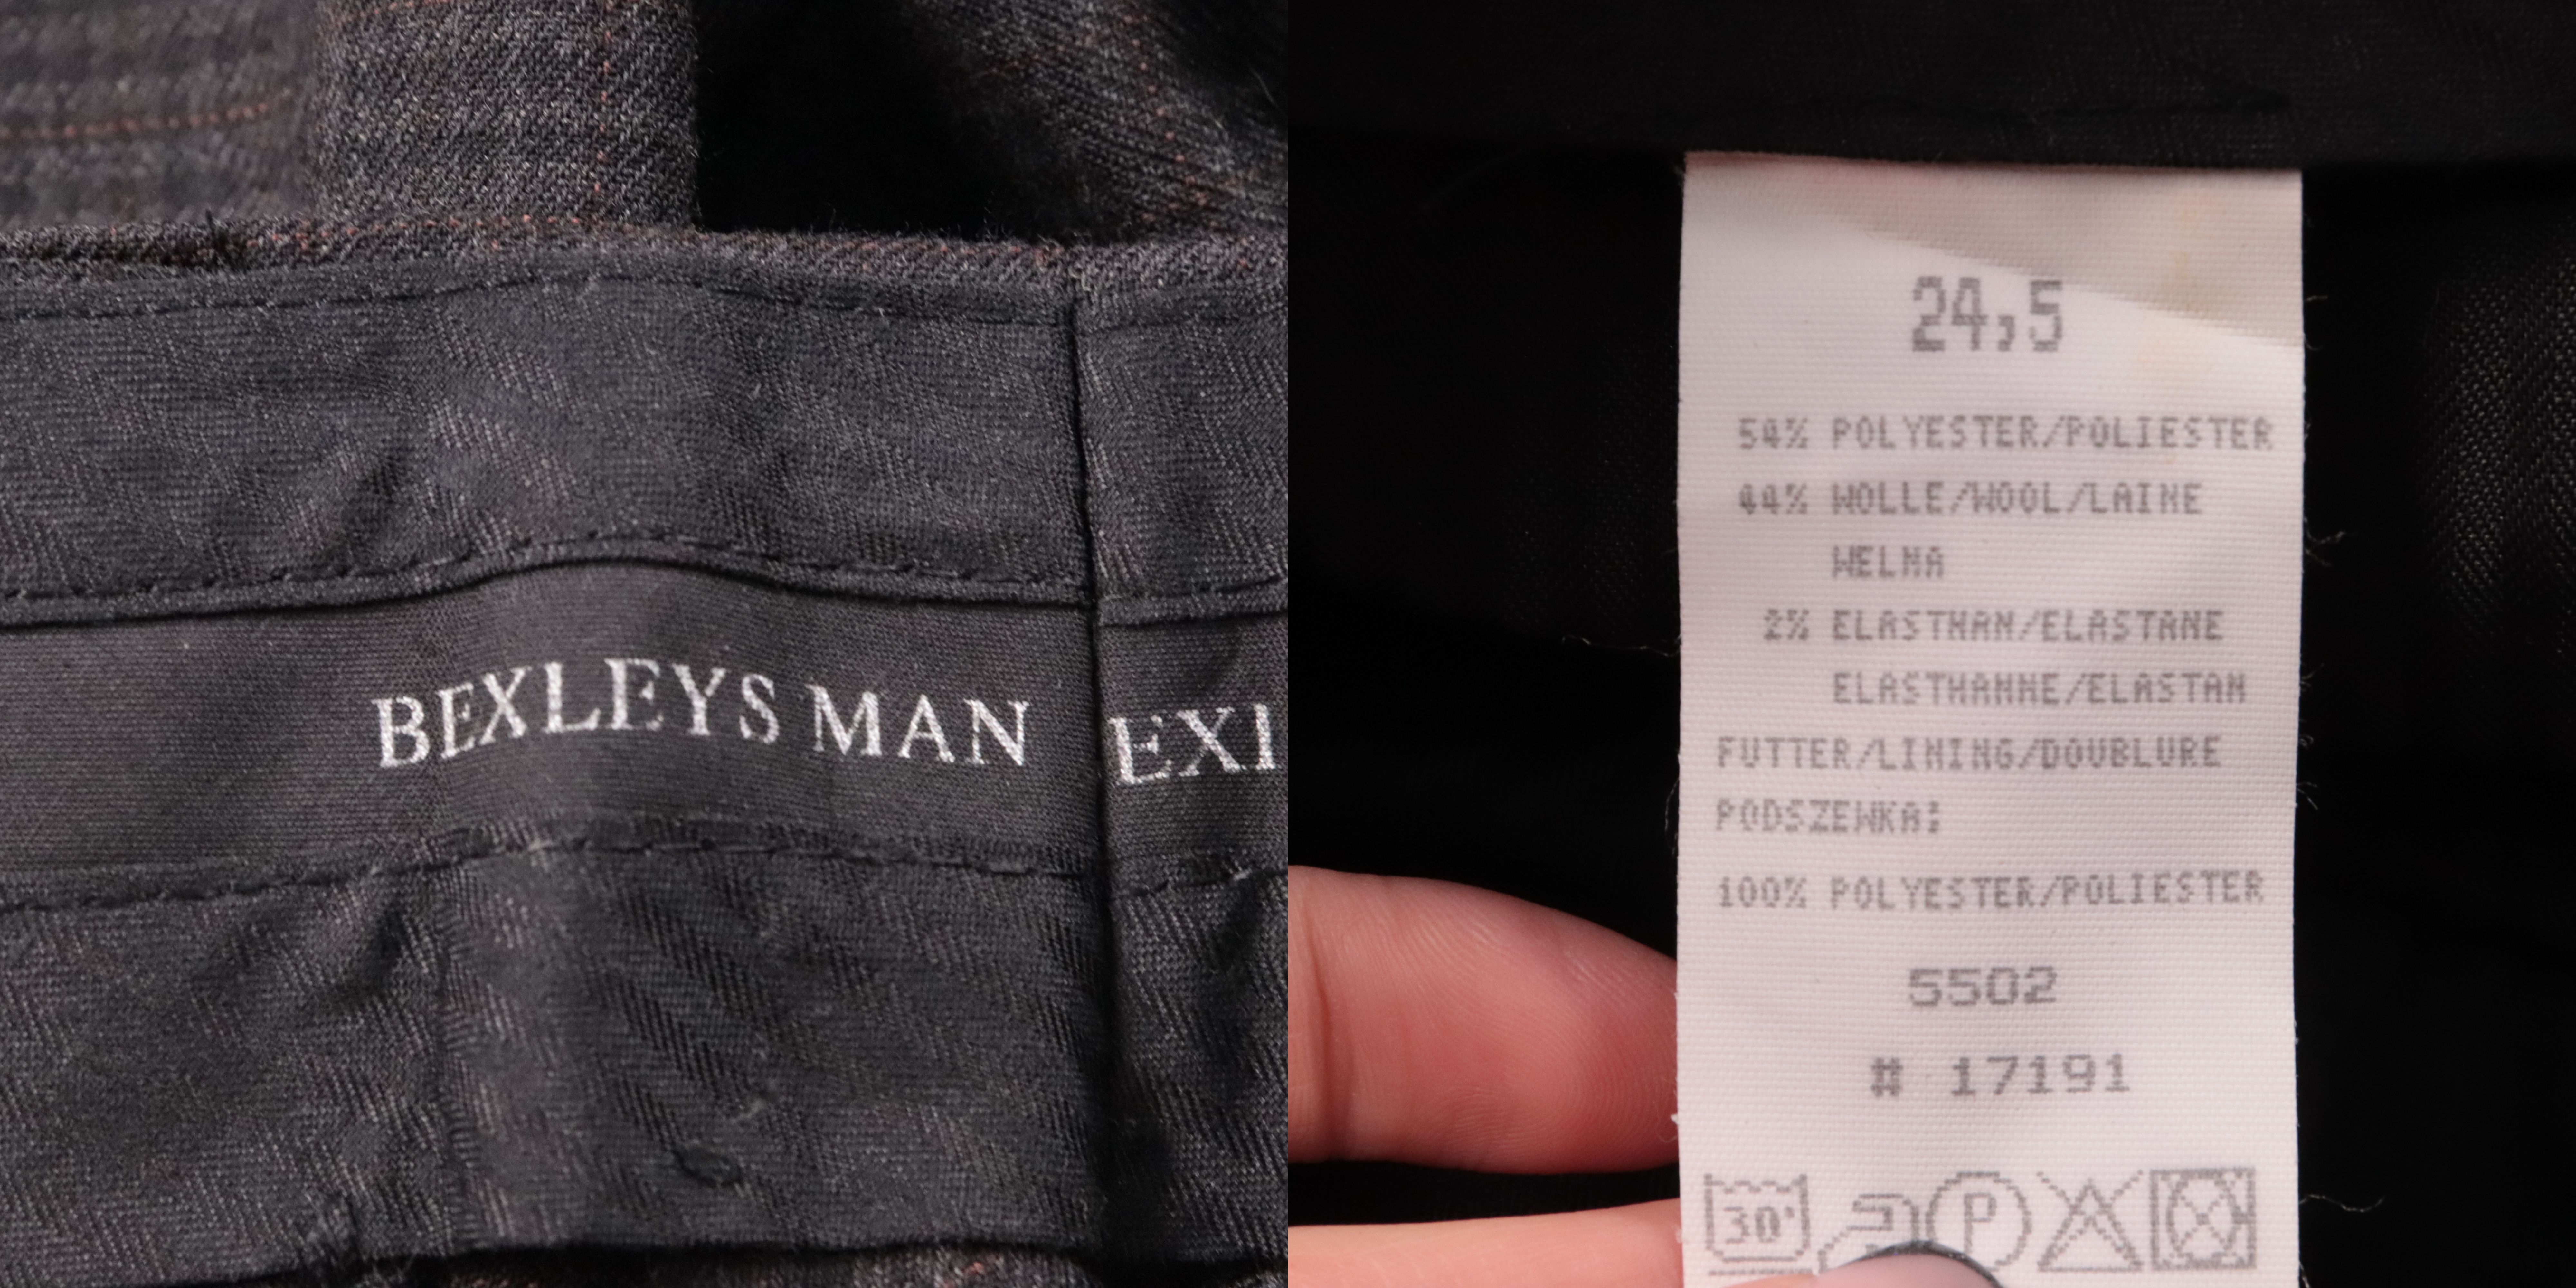 BEXLEYS MAN
EXL
24,5
54% POLYESTER/POLIESTER
44% WOLLE/WOOL/LAINE
WELNA
2% ELASTHAN/ELASTANE
ELASTHANNE/ELASTAN
FUTTER/LINING/DOUBLURE
PODSZEWKA:
100% POLYESTER/POLIESTER
5502
# 17191
30°
P